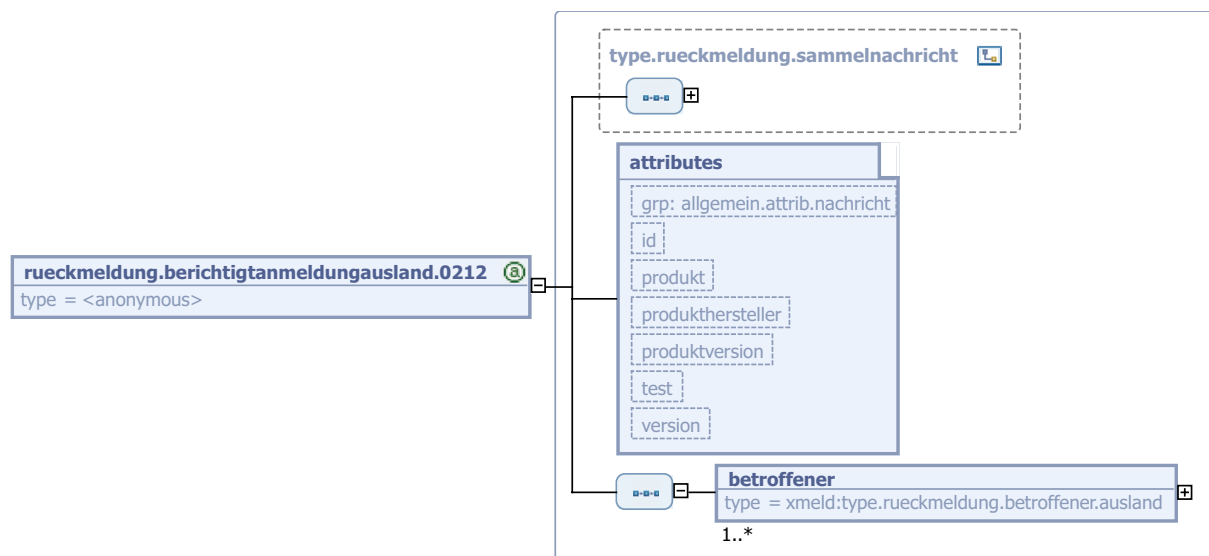 type.rueckmeldung.sammelnachricht
attributes
grp: allgemein.attrib.nachricht
id
rueckmeldung.berichtigtanmeldungausland.0212
type = <anonymous>
produkt
produkthersteller
produktversion
test
version
betroffener
type = xmeld:type.rueckmeldung.betroffener.ausland
1..*